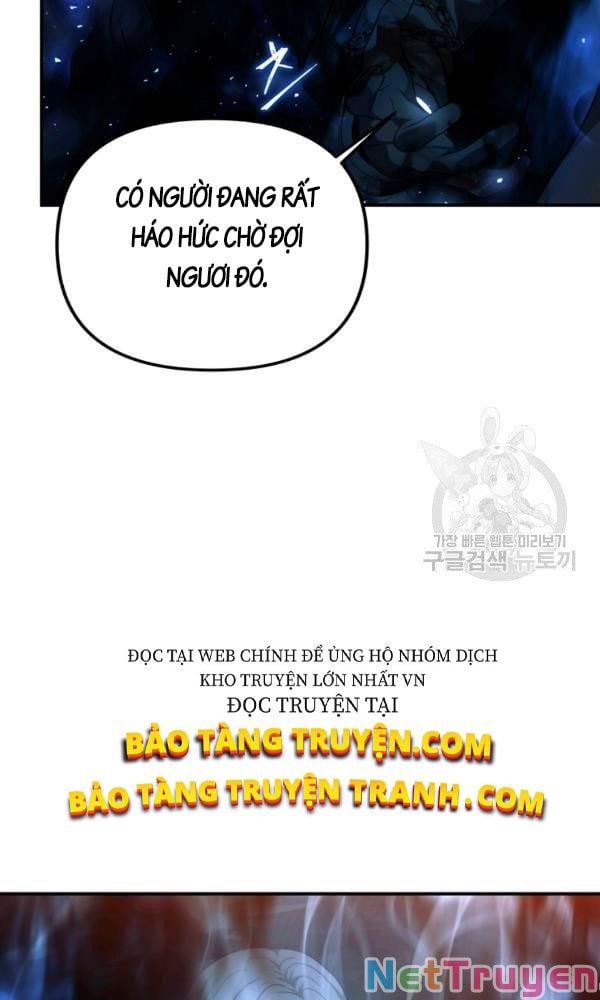 CÓ NGƯỜI ĐANG RẤT
HÁO HỨC CHỜ ĐỢI
NGƯƠI ĐÓ.
가장 빠른 웹툰 미리보기
구글검색 뉴토끼
ĐỌC TẠI WEB CHÍNH ĐỂ ỦNG HỘ NHÓM DỊCH
KHO TRUYỆN LỚN NHẤT VN
ĐỌC TRUYỆN TẠI
BẢO TÀNG TRUYỆN.COM
BẢO TÀNG TRUYỆN TRANH.COM
NetTruyen